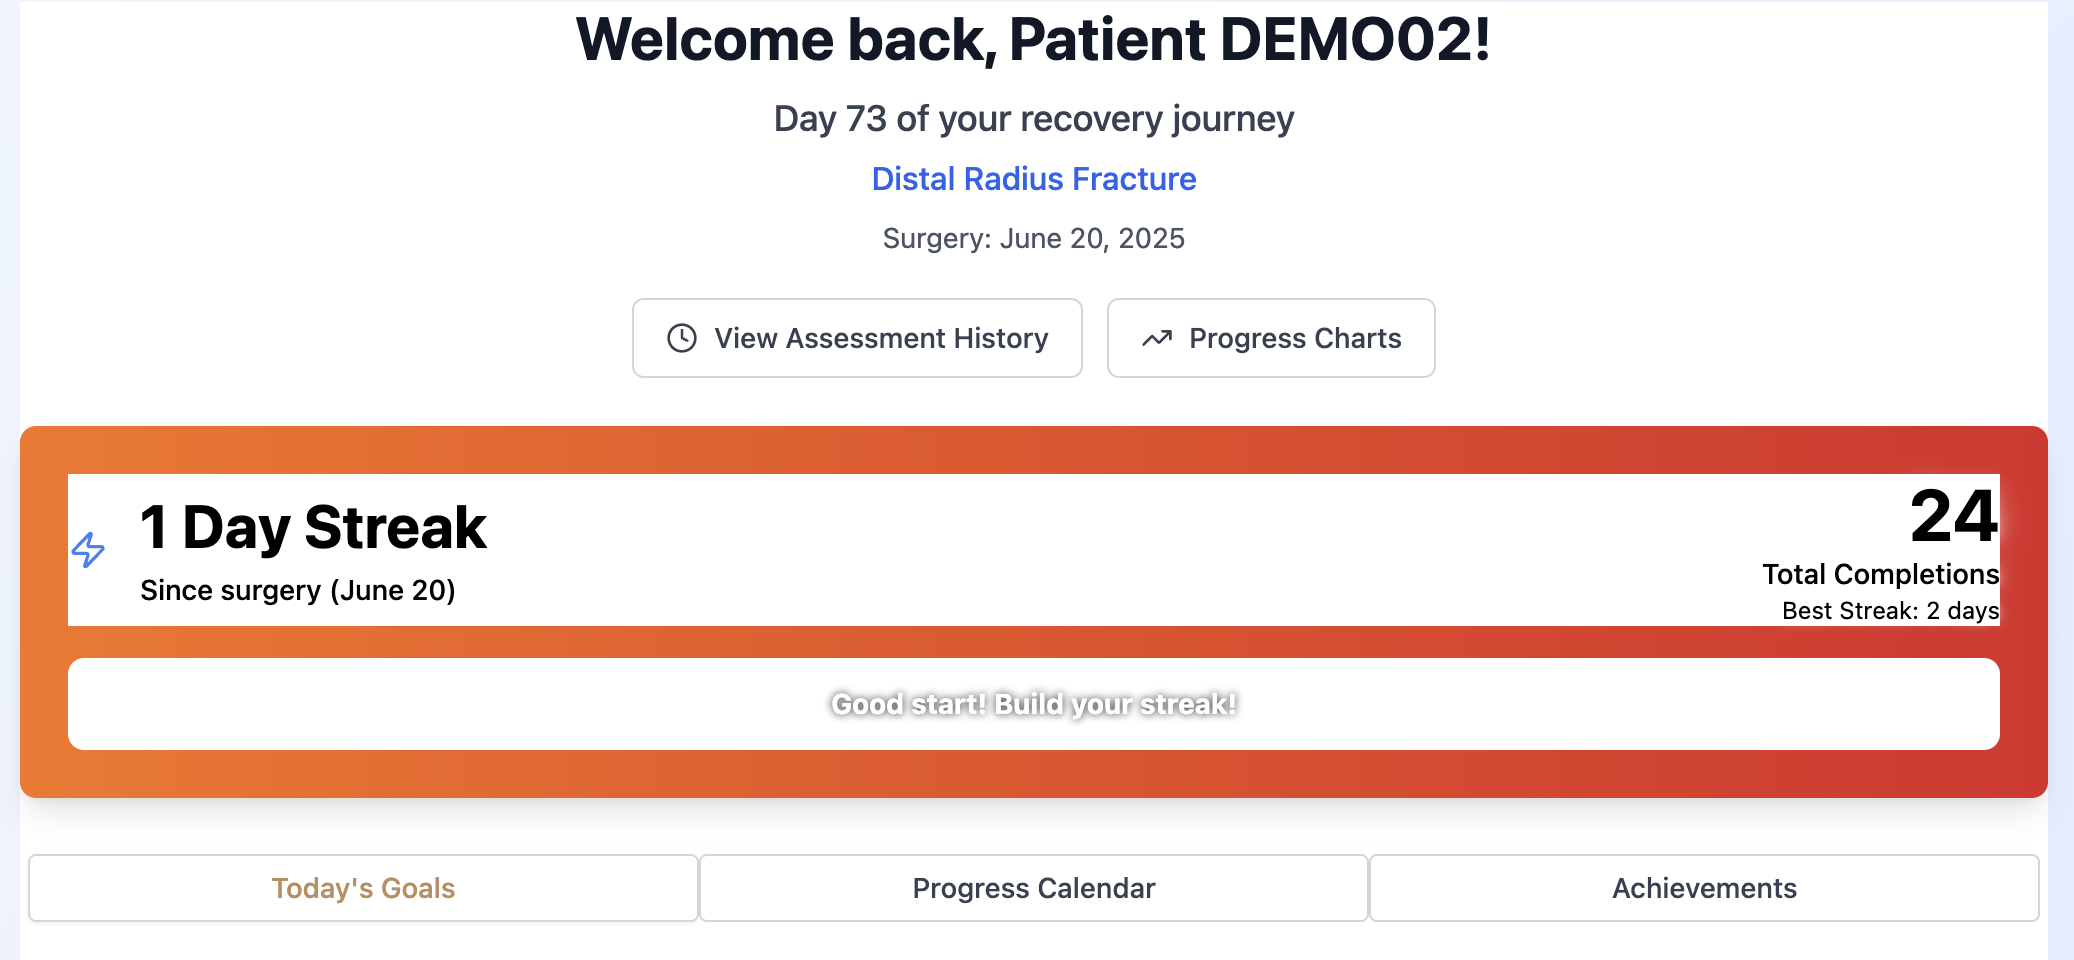 Welcome back, Patient DEMO02!
Day 73 of your recovery journey
Distal Radius Fracture
Surgery: June 20, 2025
View Assessment History
Progress Charts
1 Day Streak
Since surgery (June 20)
24
Total Completions
Best Streak: 2 days
Good start! Build your streak!
Today's Goals
Progress Calendar
Achievements